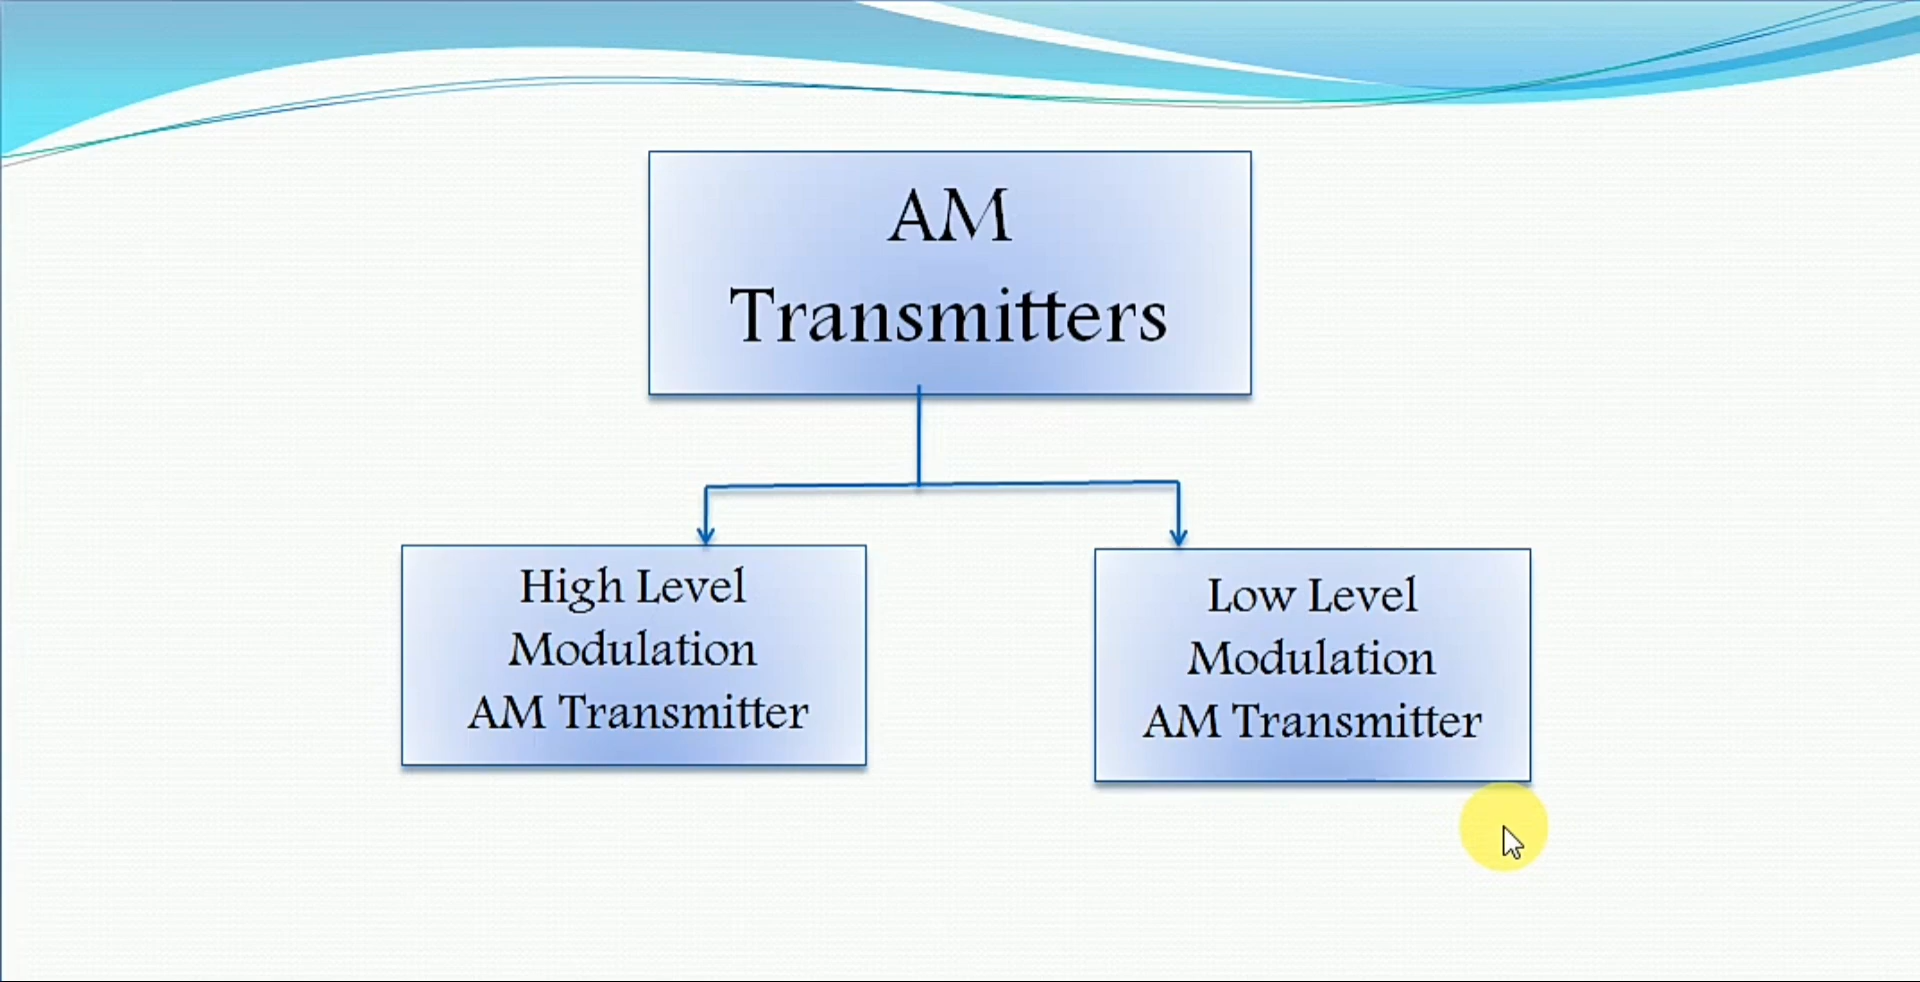 AM
Transmitters
High Level
Modulation
AM Transmitter
Low Level
Modulation
AM Transmitter